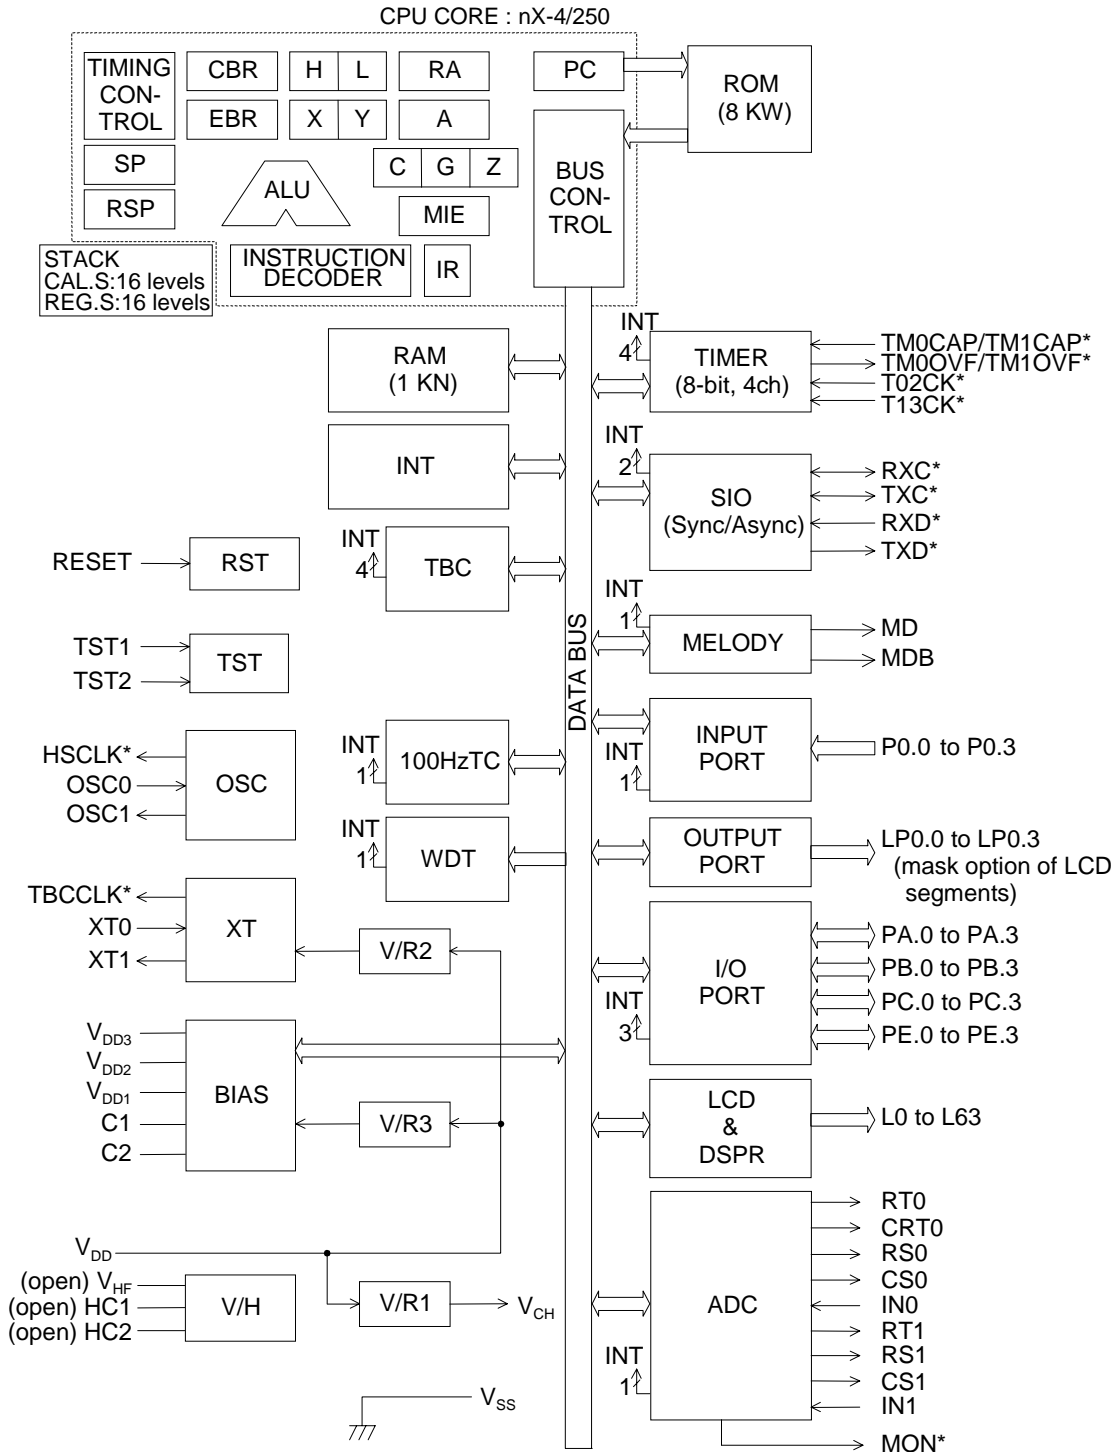 CPU CORE : nX-4/250
TIMING
CON-
TROL
CBR
H
L
RA
PC
ROM
(8 KW)
EBR
X
Y
A
SP
RSP
ALU
C
G
Z
MIE
BUS
CON-
TROL
STACK
CAL.S:16 levels
REG.S:16 levels
INSTRUCTION
DECODER
IR
RAM
(1 KN)
INT
INT
4
TBC
RESET
RST
TST1
TST2
TST
INT
1
100HzTC
HSCLK*
OSC0
OSC1
OSC
INT
1
WDT
TBCCLK*
XT0
XT1
XT
V/R2
VDD3
VDD2
VDD1
C1
C2
BIAS
V/R3
VDD
(open) VHF
(open) HC1
(open) HC2
V/H
V/R1
VCH
VSS
DATA BUS
INT
4
TIMER
(8-bit, 4ch)
TM0CAP/TM1CAP*
TM0OVF/TM1OVF*
T02CK*
T13CK*
INT
2
SIO
(Sync/Async)
RXC*
TXC*
RXD*
TXD*
INT
1
MELODY
MD
MDB
INPUT
PORT
INT
1
P0.0 to P0.3
OUTPUT
PORT
LP0.0 to LP0.3
(mask option of LCD
segments)
I/O
PORT
INT
3
PA.0 to PA.3
PB.0 to PB.3
PC.0 to PC.3
PE.0 to PE.3
LCD
&
DSPR
L0 to L63
ADC
INT
1
RT0
CRT0
RS0
CS0
IN0
RT1
RS1
CS1
IN1
MON*